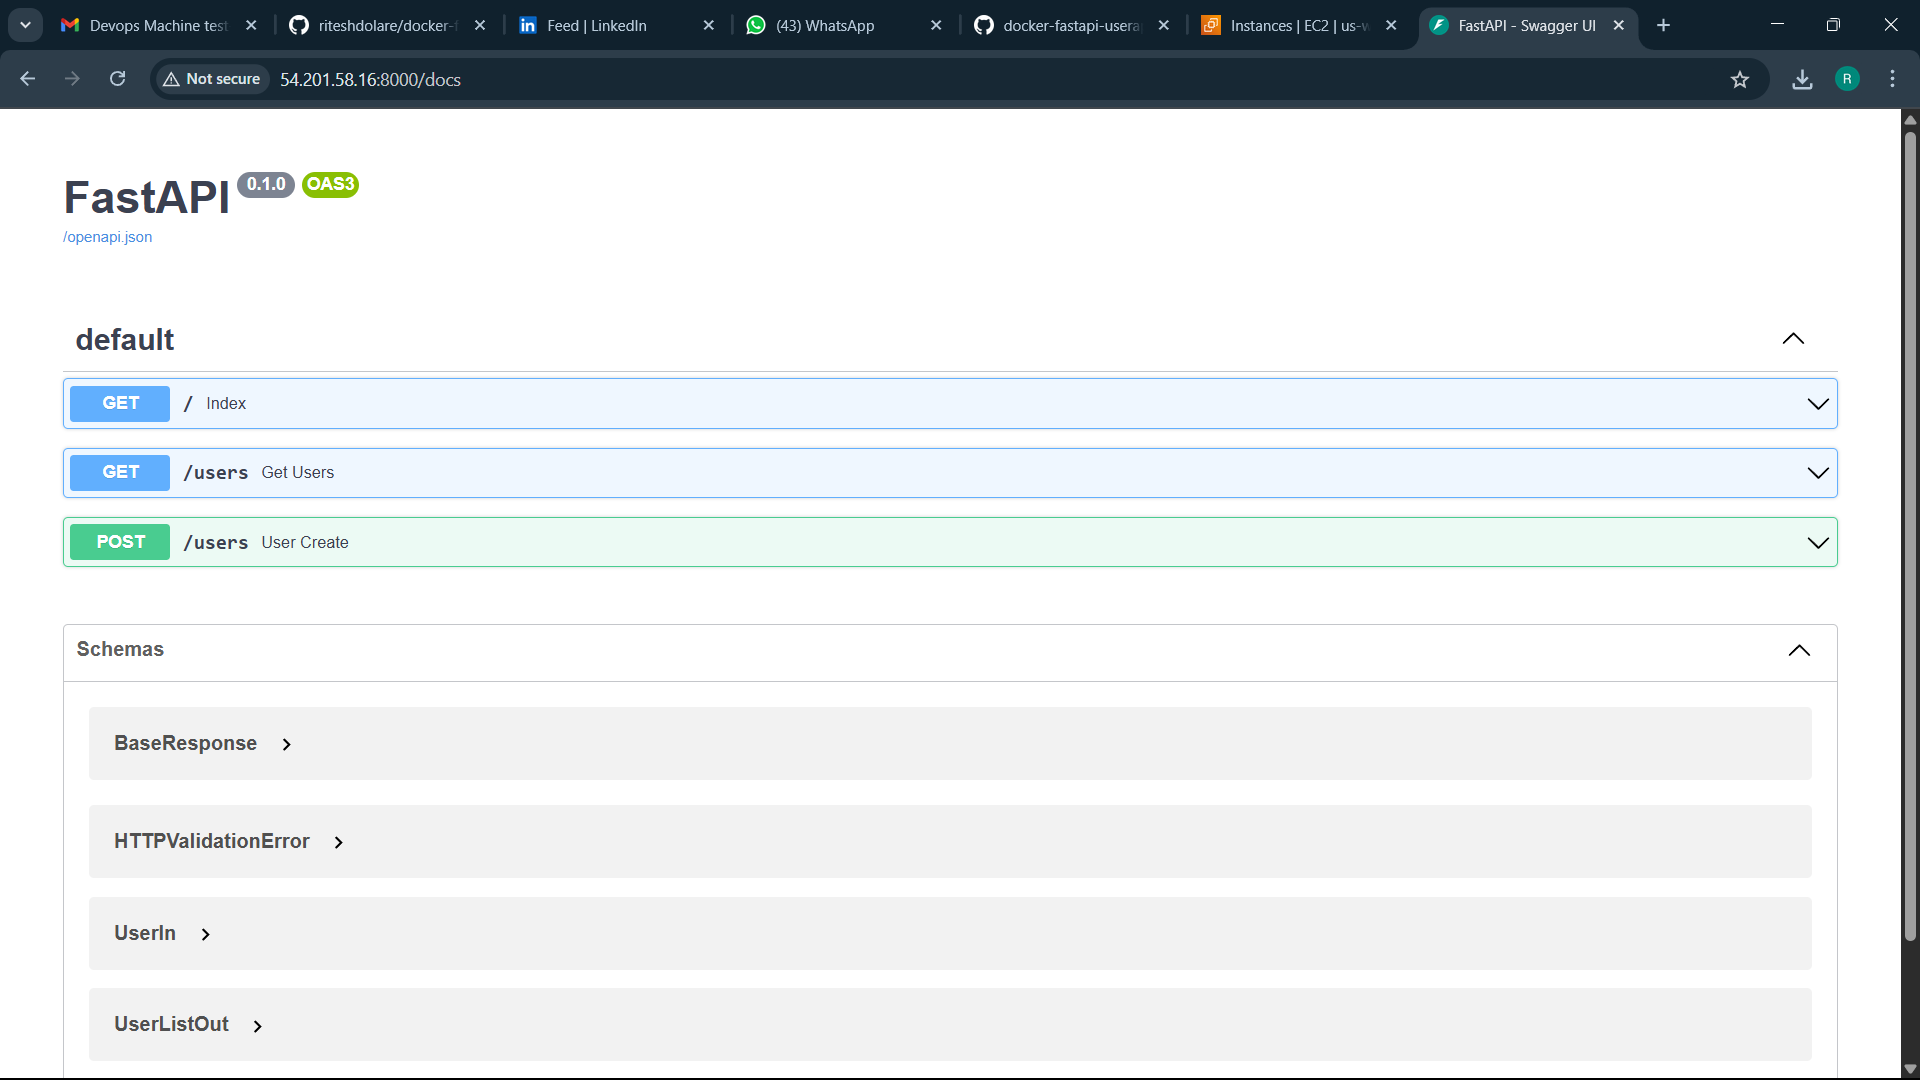 Devops Machine test
riteshdolare/docker-f
Feed | LinkedIn
(43) WhatsApp
docker-fastapi-usera
Instances | EC2 | us-w
FastAPI - Swagger UI
Not secure
54.201.58.16:8000/docs
R
FastAPI 0.1.0 OAS3
/openapi.json
default
GET / Index
GET /users Get Users
POST /users User Create
Schemas
BaseResponse
HTTPValidationError
UserIn
UserListOut